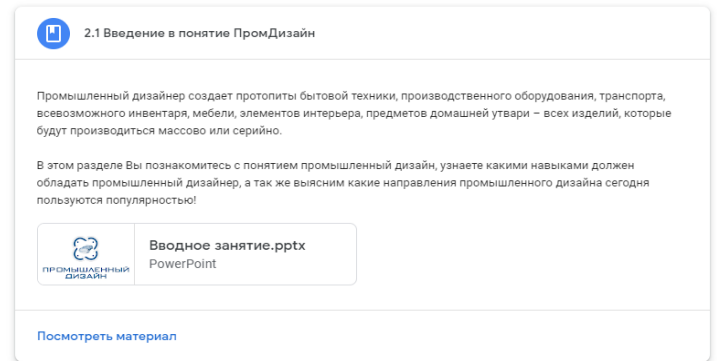 2.1 Введение в понятие ПромДизайн
Промышленный дизайнер создает протопиты бытовой техники, производственного оборудования, транспорта,
всевозможного инвентаря, мебели, элементов интерьера, предметов домашней утвари – всех изделий, которые
будут производиться массово или серийно.
В этом разделе Вы познакомитесь с понятием промышленный дизайн, узнаете какими навыками должен
обладать промышленный дизайнер, а так же выясним какие направления промышленного дизайна сегодня
пользуются популярностью!
Вводное занятие.pptx
PowerPoint
ПРОМЫШЛЕННЫЙ
ДИЗАЙН
Посмотреть материал